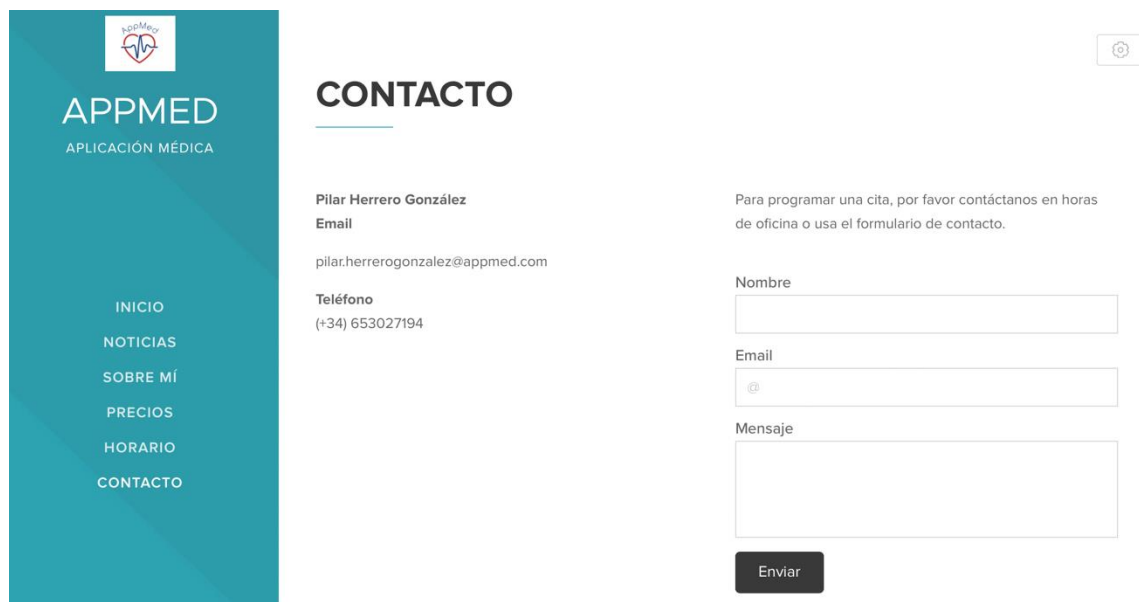 AppMed
APPMED
APLICACIÓN MÉDICA
INICIO
NOTICIAS
SOBRE MÍ
PRECIOS
HORARIO
CONTACTO
CONTACTO
Pilar Herrero González
Email
pilar.herrerogonzalez@appmed.com
Teléfono
(+34) 653027194
Para programar una cita, por favor contáctanos en horas
de oficina o usa el formulario de contacto.
Nombre
Email
@
Mensaje
Enviar